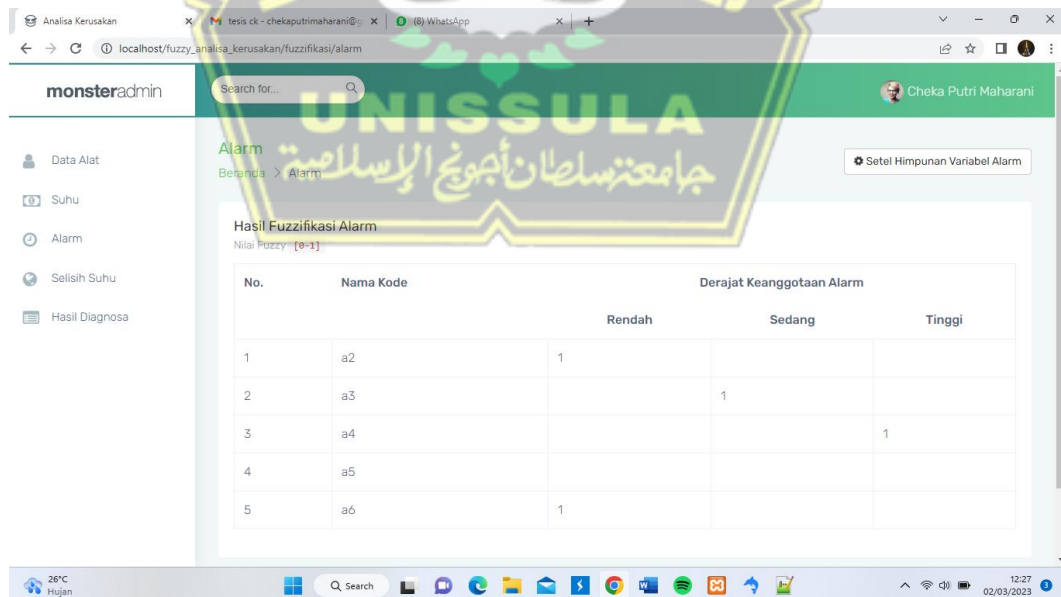 Analisa Kerusakan
tesis ck - chekaputrimaharani@g
(8) WhatsApp
localhost/fuzzy_analisa_kerusakan/fuzzifikasi/alarm
monsteradmin
Search for...
Cheka Putri Maharani
UNISSULA
جامعتنسلطان أجونج الإسلامية
Data Alat
Suhu
Alarm
Selisih Suhu
Hasil Diagnosa
Alarm
Beranda > Alarm
Setel Himpunan Variabel Alarm
Hasil Fuzzifikasi Alarm
Nilai Fuzzy [0-1]
No. Nama Kode Derajat Keanggotaan Alarm
Rendah Sedang Tinggi
1 a2 1
2 a3 1
3 a4 1
4 a5
5 a6 1
26°C
Hujan
Search
12:27
02/03/2023
3